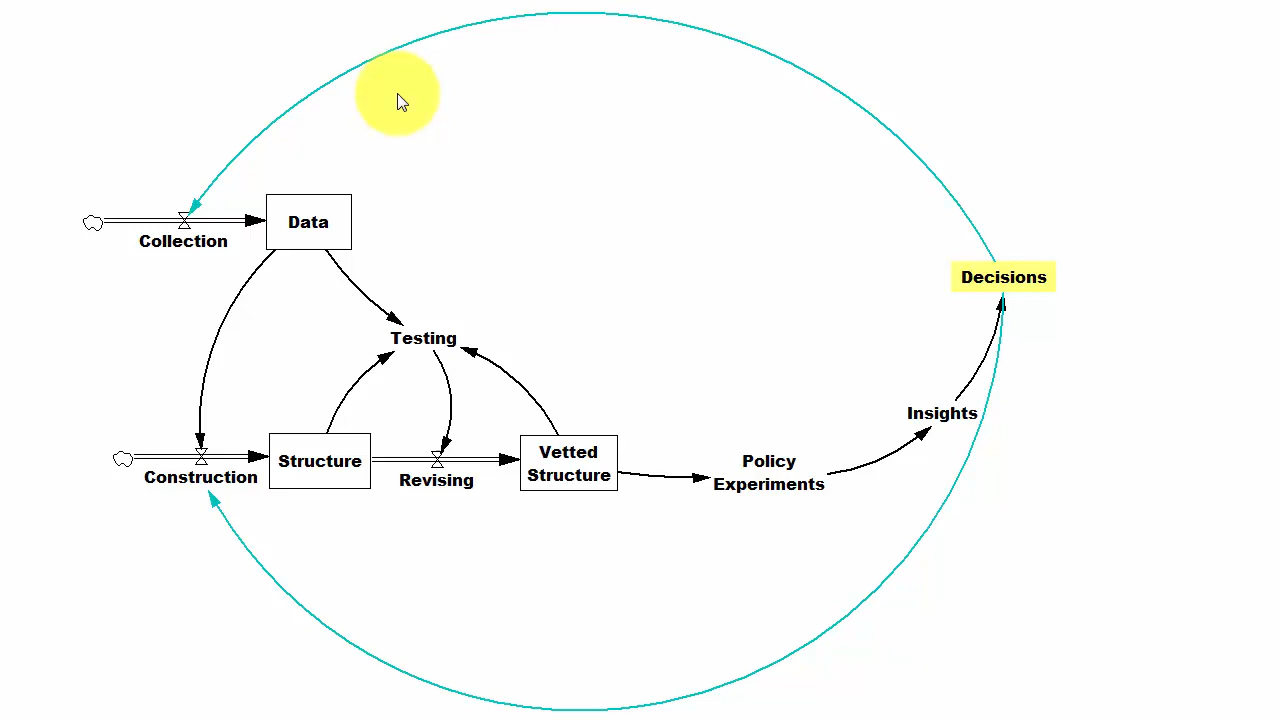 Data
Collection
Decisions
Testing
Insights
Structure
Vetted
Structure
Policy
Experiments
Construction
Revising